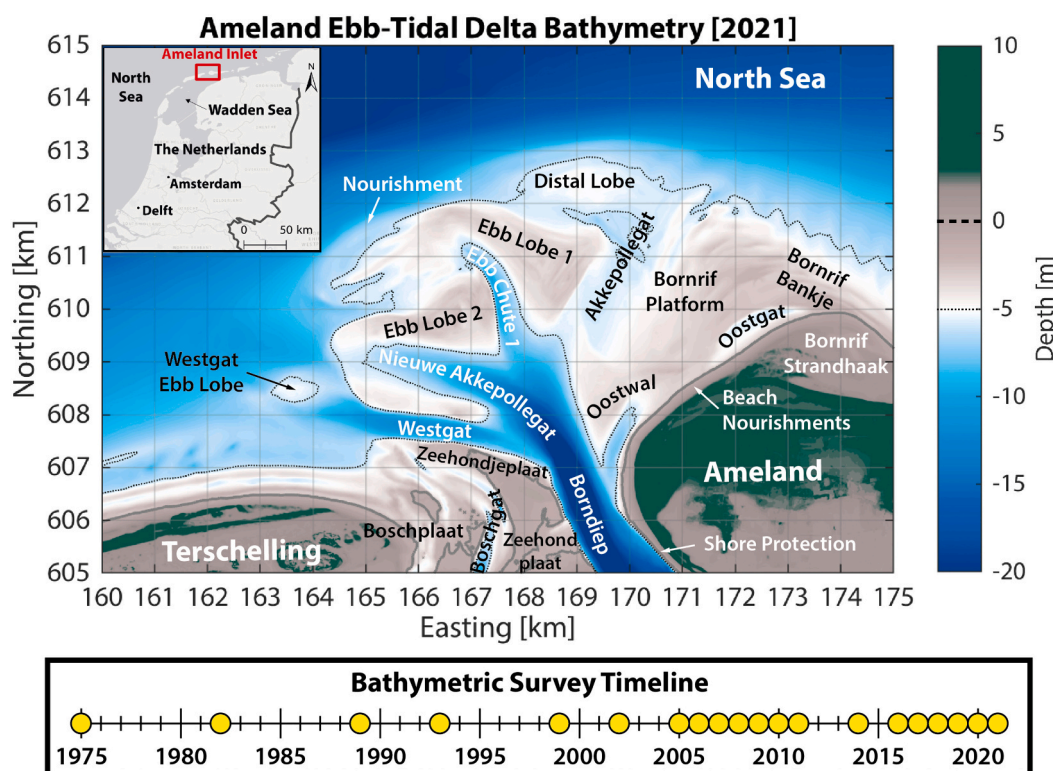 Ameland Ebb-Tidal Delta Bathymetry [2021]
615
614
613
612
611
610
609
608
607
606
605
Northing [km]
160 161 162 163 164 165 166 167 168 169 170 171 172 173 174 175
Easting [km]
Ameland Inlet
N
North
Sea
Wadden Sea
The Netherlands
Amsterdam
Delft
0 50 km
North Sea
Nourishment
Distal Lobe
Ebb Lobe 1
Akkepollegat
Ebb Chute 1
Bornrif
Platform
Bornrif
Bankje
Ebb Lobe 2
Oostgat
Bornrif
Strandhaak
Westgat
Ebb Lobe
Nieuwe Akkepollegat
Oostwal
Beach
Nourishments
Westgat
Zeehondjeplaat
Ameland
Borndiep
Boschplaat
Boschgat
Zeehond
plaat
Shore Protection
Terschelling
10
5
0
-5
-10
-15
-20
Depth [m]
Bathymetric Survey Timeline
1975 1980 1985 1990 1995 2000 2005 2010 2015 2020